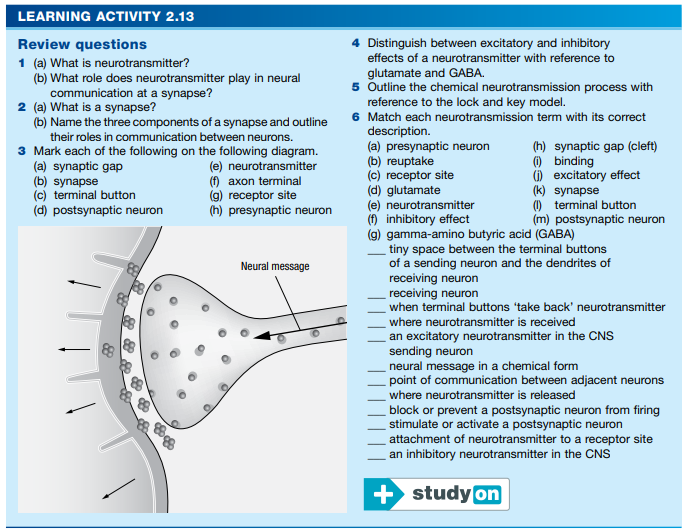 LEARNING ACTIVITY 2.13
Review questions
1 (a) What is neurotransmitter?
(b) What role does neurotransmitter play in neural
communication at a synapse?
2 (a) What is a synapse?
(b) Name the three components of a synapse and outline
their roles in communication between neurons.
3 Mark each of the following on the following diagram.
(a) synaptic gap
(b) synapse
(c) terminal button
(d) postsynaptic neuron
(e) neurotransmitter
(f) axon terminal
(g) receptor site
(h) presynaptic neuron
Neural message
4 Distinguish between excitatory and inhibitory
effects of a neurotransmitter with reference to
glutamate and GABA.
5 Outline the chemical neurotransmission process with
reference to the lock and key model.
6 Match each neurotransmission term with its correct
description.
(a) presynaptic neuron
(b) reuptake
(c) receptor site
(d) glutamate
(e) neurotransmitter
(f) inhibitory effect
(g) gamma-amino butyric acid (GABA)
(h) synaptic gap (cleft)
(i) binding
(j) excitatory effect
(k) synapse
(l) terminal button
(m) postsynaptic neuron
___ tiny space between the terminal buttons
of a sending neuron and the dendrites of
receiving neuron
___ receiving neuron
___ when terminal buttons ‘take back’ neurotransmitter
___ where neurotransmitter is received
___ an excitatory neurotransmitter in the CNS
sending neuron
___ neural message in a chemical form
___ point of communication between adjacent neurons
___ where neurotransmitter is released
___ block or prevent a postsynaptic neuron from firing
___ stimulate or activate a postsynaptic neuron
___ attachment of neurotransmitter to a receptor site
___ an inhibitory neurotransmitter in the CNS
studyon